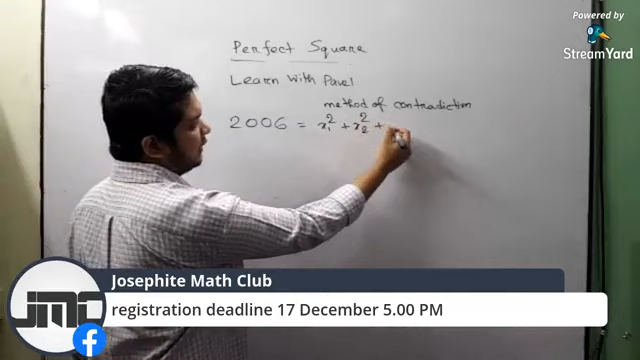 Powered by
StreamYard
Perfect Square
Learn With Pavel
method of contradiction
2006 = x₁² + x₂² +
JMC
Josephite Math Club
registration deadline 17 December 5.00 PM